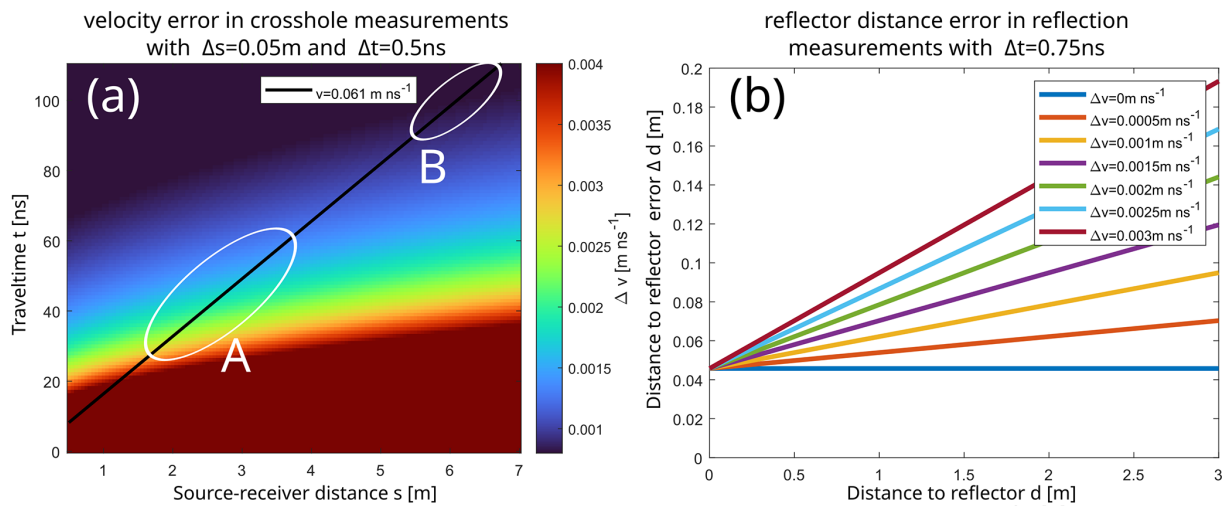 velocity error in crosshole measurements
with Δs=0.05m and Δt=0.5ns
(a)
v=0.061 m ns⁻¹
B
A
100
80
60
40
20
0
Traveltime t [ns]
1 2 3 4 5 6 7
Source-receiver distance s [m]
0.004
0.0035
0.003
0.0025
0.002
0.0015
0.001
Δ v [m ns⁻¹]
reflector distance error in reflection
measurements with Δt=0.75ns
(b)
Δv=0m ns⁻¹
Δv=0.0005m ns⁻¹
Δv=0.001m ns⁻¹
Δv=0.0015m ns⁻¹
Δv=0.002m ns⁻¹
Δv=0.0025m ns⁻¹
Δv=0.003m ns⁻¹
0.2
0.18
0.16
0.14
0.12
0.1
0.08
0.06
0.04
0.02
0
Distance to reflector error Δ d [m]
0 0.5 1 1.5 2 2.5 3
Distance to reflector d [m]